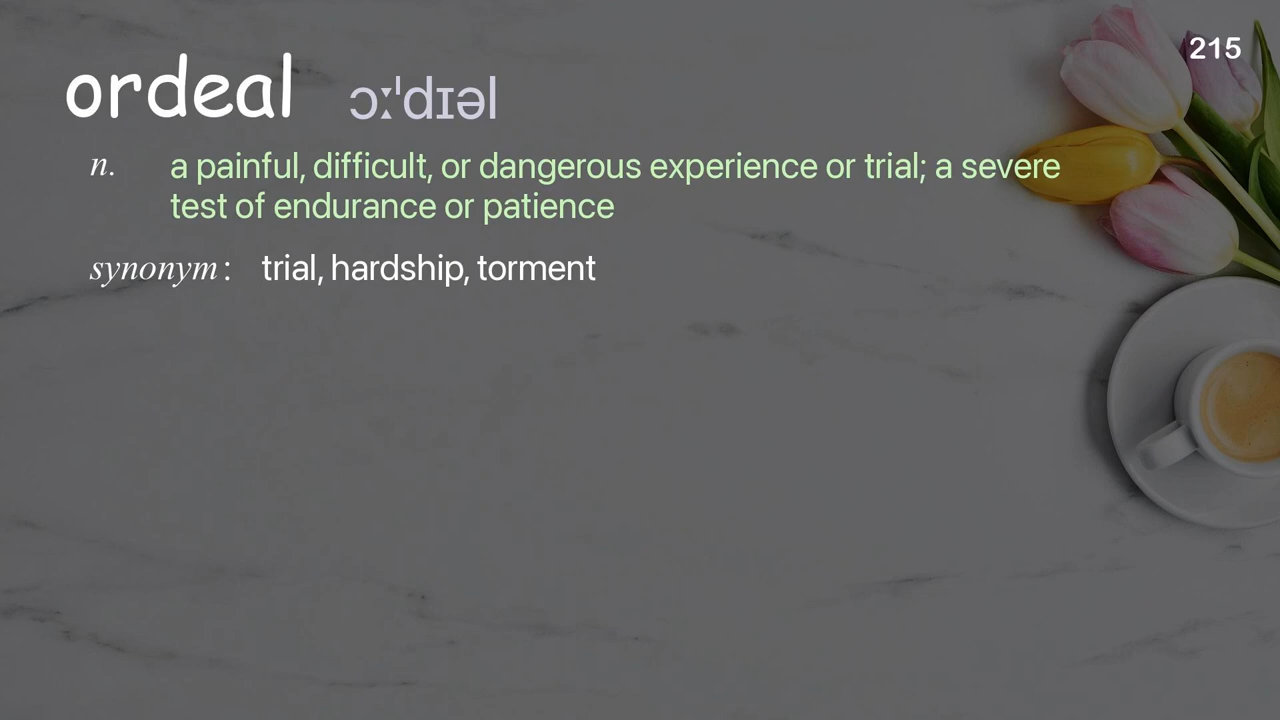 215
ordeal ɔːˈdɪəl
n. a painful, difficult, or dangerous experience or trial; a severe
test of endurance or patience
synonym: trial, hardship, torment